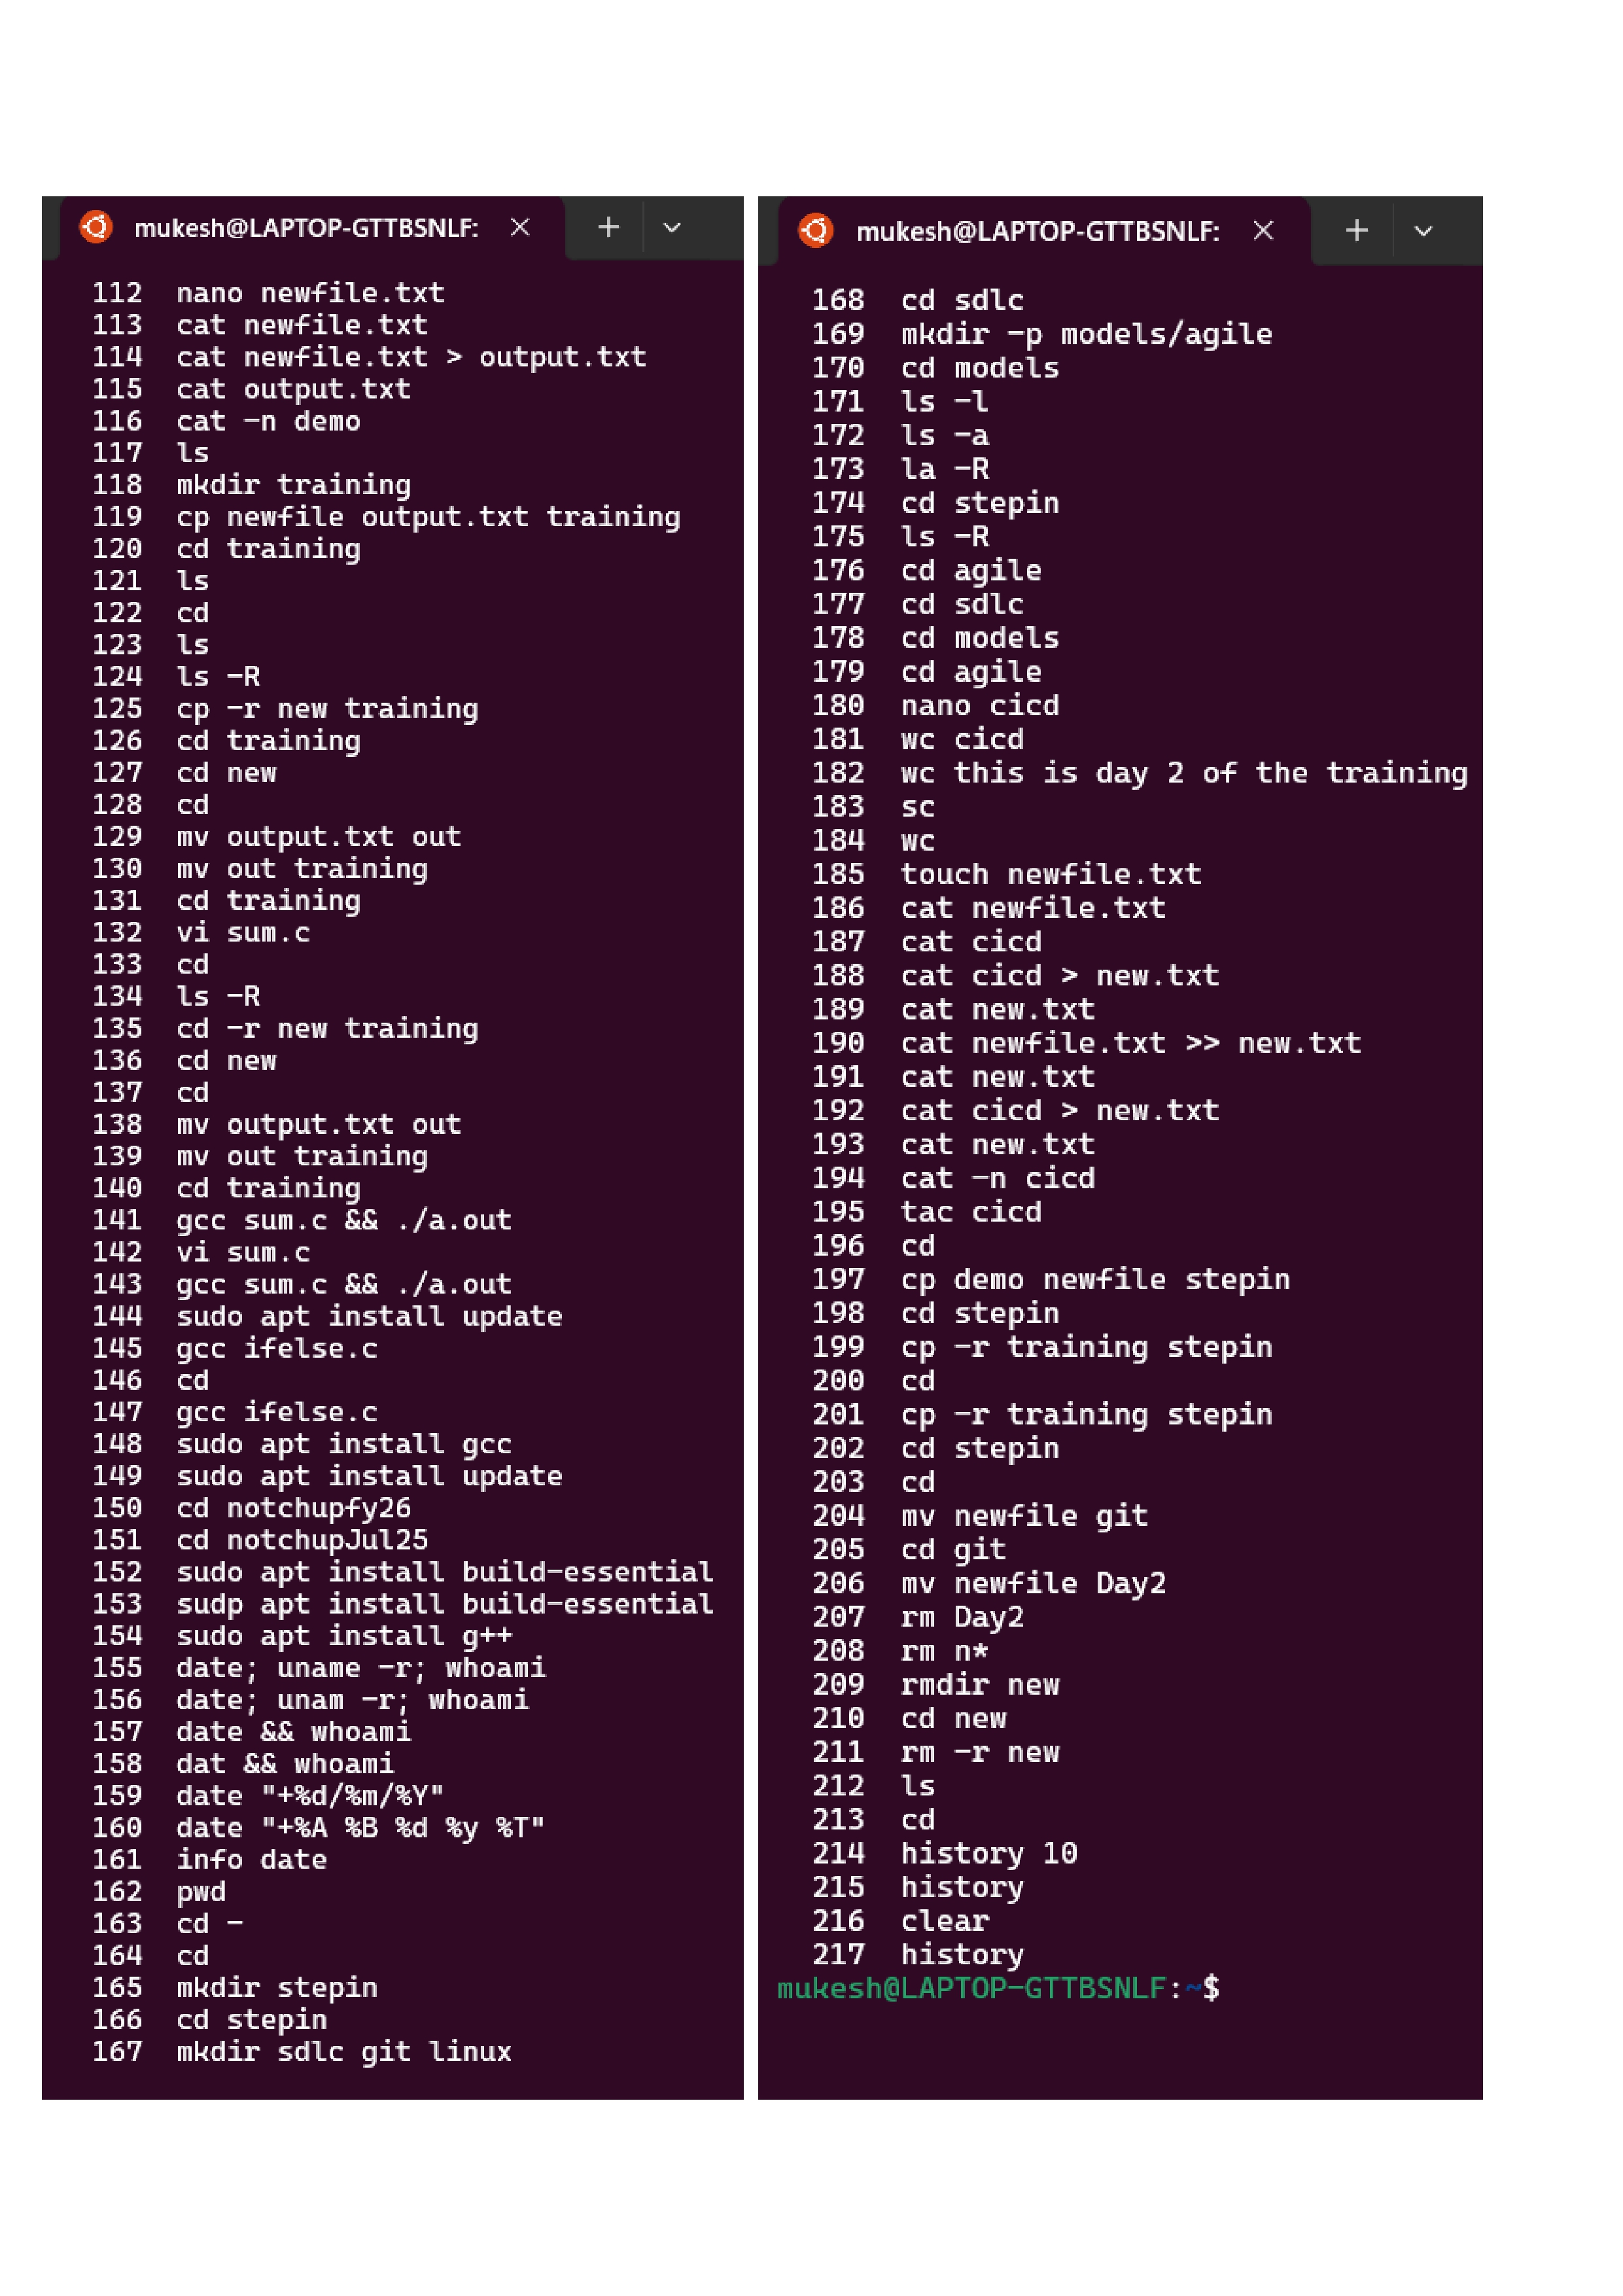 mukesh@LAPTOP-GTTBSNLF:
112 nano newfile.txt
113 cat newfile.txt
114 cat newfile.txt > output.txt
115 cat output.txt
116 cat -n demo
117 ls
118 mkdir training
119 cp newfile output.txt training
120 cd training
121 ls
122 cd
123 ls
124 ls -R
125 cp -r new training
126 cd training
127 cd new
128 cd
129 mv output.txt out
130 mv out training
131 cd training
132 vi sum.c
133 cd
134 ls -R
135 cd -r new training
136 cd new
137 cd
138 mv output.txt out
139 mv out training
140 cd training
141 gcc sum.c && ./a.out
142 vi sum.c
143 gcc sum.c && ./a.out
144 sudo apt install update
145 gcc ifelse.c
146 cd
147 gcc ifelse.c
148 sudo apt install gcc
149 sudo apt install update
150 cd notchupfy26
151 cd notchupJul25
152 sudo apt install build-essential
153 sudp apt install build-essential
154 sudo apt install g++
155 date; uname -r; whoami
156 date; unam -r; whoami
157 date && whoami
158 dat && whoami
159 date "+%d/%m/%Y"
160 date "+%A %B %d %y %T"
161 info date
162 pwd
163 cd -
164 cd
165 mkdir stepin
166 cd stepin
167 mkdir sdlc git linux
mukesh@LAPTOP-GTTBSNLF:
168 cd sdlc
169 mkdir -p models/agile
170 cd models
171 ls -l
172 ls -a
173 la -R
174 cd stepin
175 ls -R
176 cd agile
177 cd sdlc
178 cd models
179 cd agile
180 nano cicd
181 wc cicd
182 wc this is day 2 of the training
183 sc
184 wc
185 touch newfile.txt
186 cat newfile.txt
187 cat cicd
188 cat cicd > new.txt
189 cat new.txt
190 cat newfile.txt >> new.txt
191 cat new.txt
192 cat cicd > new.txt
193 cat new.txt
194 cat -n cicd
195 tac cicd
196 cd
197 cp demo newfile stepin
198 cd stepin
199 cp -r training stepin
200 cd
201 cp -r training stepin
202 cd stepin
203 cd
204 mv newfile git
205 cd git
206 mv newfile Day2
207 rm Day2
208 rm n*
209 rmdir new
210 cd new
211 rm -r new
212 ls
213 cd
214 history 10
215 history
216 clear
217 history
mukesh@LAPTOP-GTTBSNLF:~$